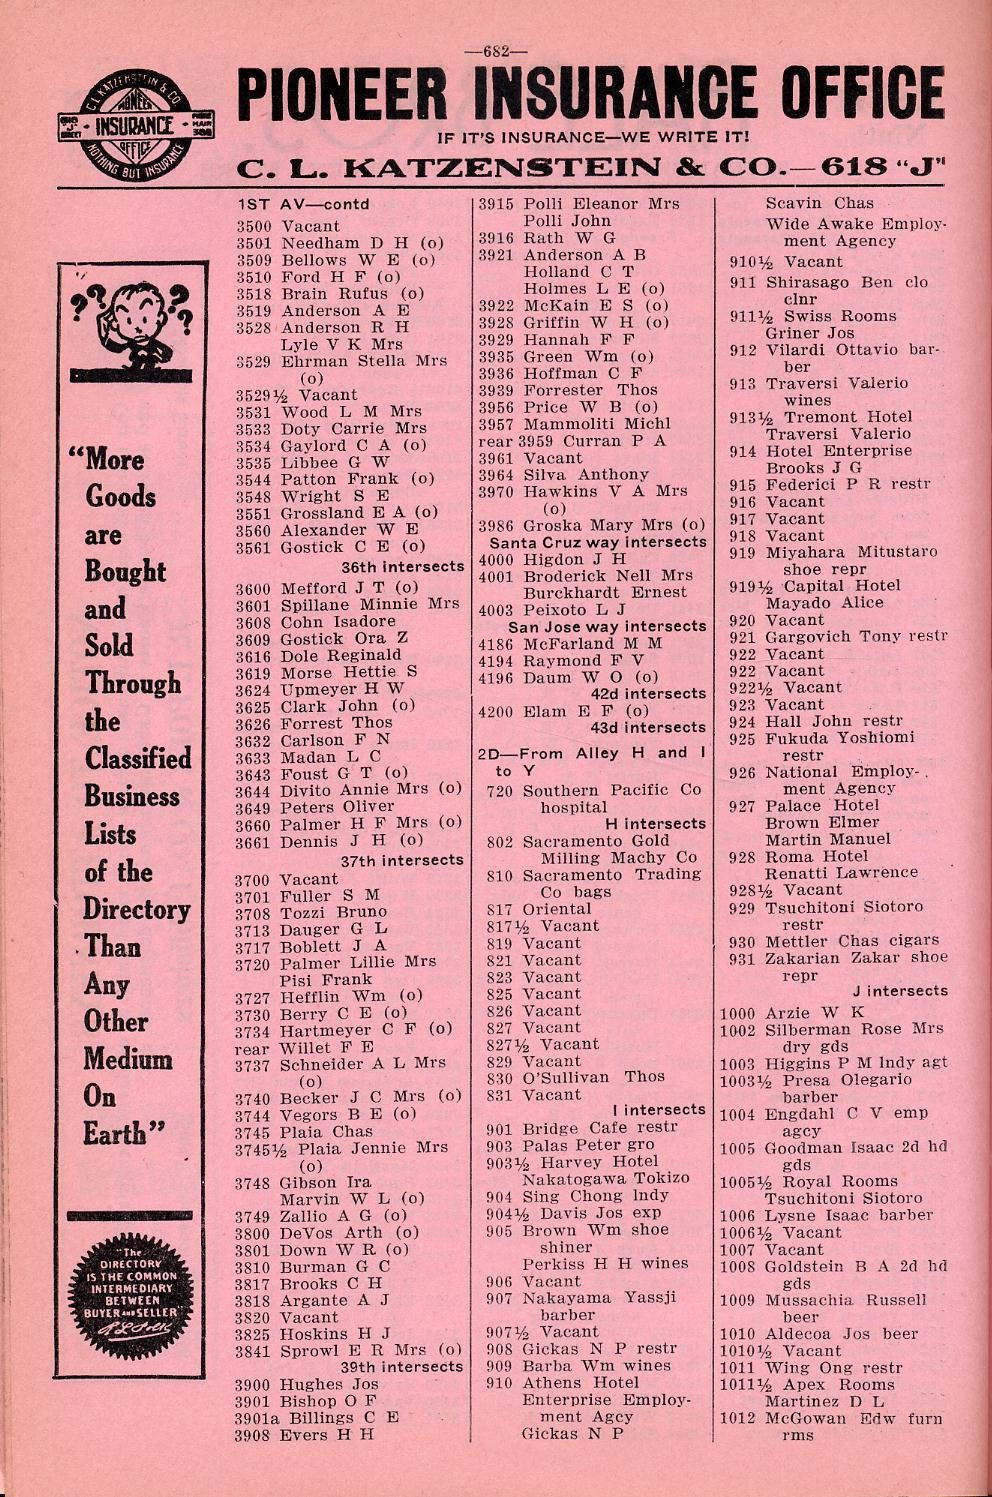 —682—
PIONEER INSURANCE OFFICE
IF IT'S INSURANCE—WE WRITE IT!
C. L. KATZENSTEIN & CO.—618 "J"
C L KATZENSTEIN & CO.
PIONEER
INSURANCE
OFFICE
NOTHING BUT INSURANCE
618
"J"
STREET
PHONE
MAIN
388
? ? ? ?
"More
Goods
are
Bought
and
Sold
Through
the
Classified
Business
Lists
of the
Directory
Than
Any
Other
Medium
On
Earth"
"The
DIRECTORY
IS THE COMMON
INTERMEDIARY
BETWEEN
BUYER AND SELLER"
1ST AV—contd
3500 Vacant
3501 Needham D H (o)
3509 Bellows W E (o)
3510 Ford H F (o)
3518 Brain Rufus (o)
3519 Anderson A E
3528 Anderson R H
Lyle V K Mrs
3529 Ehrman Stella Mrs
(o)
3529½ Vacant
3531 Wood L M Mrs
3533 Doty Carrie Mrs
3534 Gaylord C A (o)
3535 Libbee G W
3544 Patton Frank (o)
3548 Wright S E
3551 Grossland E A (o)
3560 Alexander W E
3561 Gostick C E (o)
36th intersects
3600 Mefford J T (o)
3601 Spillane Minnie Mrs
3608 Cohn Isadore
3609 Gostick Ora Z
3616 Dole Reginald
3619 Morse Hettie S
3624 Upmeyer H W
3625 Clark John (o)
3626 Forrest Thos
3632 Carlson F N
3633 Madan L C
3643 Foust G T (o)
3644 Divito Annie Mrs (o)
3649 Peters Oliver
3660 Palmer H F Mrs (o)
3661 Dennis J H (o)
37th intersects
3700 Vacant
3701 Fuller S M
3708 Tozzi Bruno
3713 Dauger G L
3717 Boblett J A
3720 Palmer Lillie Mrs
Pisi Frank
3727 Hefflin Wm (o)
3730 Berry C E (o)
3734 Hartmeyer C F (o)
rear Willet F E
3737 Schneider A L Mrs
(o)
3740 Becker J C Mrs (o)
3744 Vegors B E (o)
3745 Plaia Chas
3745½ Plaia Jennie Mrs
(o)
3748 Gibson Ira
Marvin W L (o)
3749 Zallio A G (o)
3800 DeVos Arth (o)
3801 Down W R (o)
3810 Burman G C
3817 Brooks C H
3818 Argante A J
3820 Vacant
3825 Hoskins H J
3841 Sprowl E R Mrs (o)
39th intersects
3900 Hughes Jos
3901 Bishop O F
3901a Billings C E
3908 Evers H H
3915 Polli Eleanor Mrs
Polli John
3916 Rath W G
3921 Anderson A B
Holland C T
Holmes L E (o)
3922 McKain E S (o)
3928 Griffin W H (o)
3929 Hannah F F
3935 Green Wm (o)
3936 Hoffman C F
3939 Forrester Thos
3956 Price W B (o)
3957 Mammoliti Michl
rear 3959 Curran P A
3961 Vacant
3964 Silva Anthony
3970 Hawkins V A Mrs
(o)
3986 Groska Mary Mrs (o)
Santa Cruz way intersects
4000 Higdon J H
4001 Broderick Nell Mrs
Burckhardt Ernest
4003 Peixoto L J
San Jose way intersects
4186 McFarland M M
4194 Raymond F V
4196 Daum W O (o)
42d intersects
4200 Elam E F (o)
43d intersects
2D—From Alley H and I
to Y
720 Southern Pacific Co
hospital
H intersects
802 Sacramento Gold
Milling Machy Co
810 Sacramento Trading
Co bags
817 Oriental
817½ Vacant
819 Vacant
821 Vacant
823 Vacant
825 Vacant
826 Vacant
827 Vacant
827½ Vacant
829 Vacant
830 O'Sullivan Thos
831 Vacant
I intersects
901 Bridge Cafe restr
903 Palas Peter gro
903½ Harvey Hotel
Nakatogawa Tokizo
904 Sing Chong lndy
904½ Davis Jos exp
905 Brown Wm shoe
shiner
Perkiss H H wines
906 Vacant
907 Nakayama Yassji
barber
907½ Vacant
908 Gickas N P restr
909 Barba Wm wines
910 Athens Hotel
Enterprise Employ-
ment Agcy
Gickas N P
Scavin Chas
Wide Awake Employ-
ment Agency
910½ Vacant
911 Shirasago Ben clo
clnr
911½ Swiss Rooms
Griner Jos
912 Vilardi Ottavio bar-
ber
913 Traversi Valerio
wines
913½ Tremont Hotel
Traversi Valerio
914 Hotel Enterprise
Brooks J G
915 Federici P R restr
916 Vacant
917 Vacant
918 Vacant
919 Miyahara Mitustaro
shoe repr
919½ Capital Hotel
Mayado Alice
920 Vacant
921 Gargovich Tony restr
922 Vacant
922 Vacant
922½ Vacant
923 Vacant
924 Hall John restr
925 Fukuda Yoshiomi
restr
926 National Employ-
ment Agency
927 Palace Hotel
Brown Elmer
Martin Manuel
928 Roma Hotel
Renatti Lawrence
928½ Vacant
929 Tsuchitoni Siotoro
restr
930 Mettler Chas cigars
931 Zakarian Zakar shoe
repr
J intersects
1000 Arzie W K
1002 Silberman Rose Mrs
dry gds
1003 Higgins P M lndy agt
1003½ Presa Olegario
barber
1004 Engdahl C V emp
agcy
1005 Goodman Isaac 2d hd
gds
1005½ Royal Rooms
Tsuchitoni Siotoro
1006 Lysne Isaac barber
1006½ Vacant
1007 Vacant
1008 Goldstein B A 2d hd
gds
1009 Mussachia Russell
beer
1010 Aldecoa Jos beer
1010½ Vacant
1011 Wing Ong restr
1011½ Apex Rooms
Martinez D L
1012 McGowan Edw furn
rms